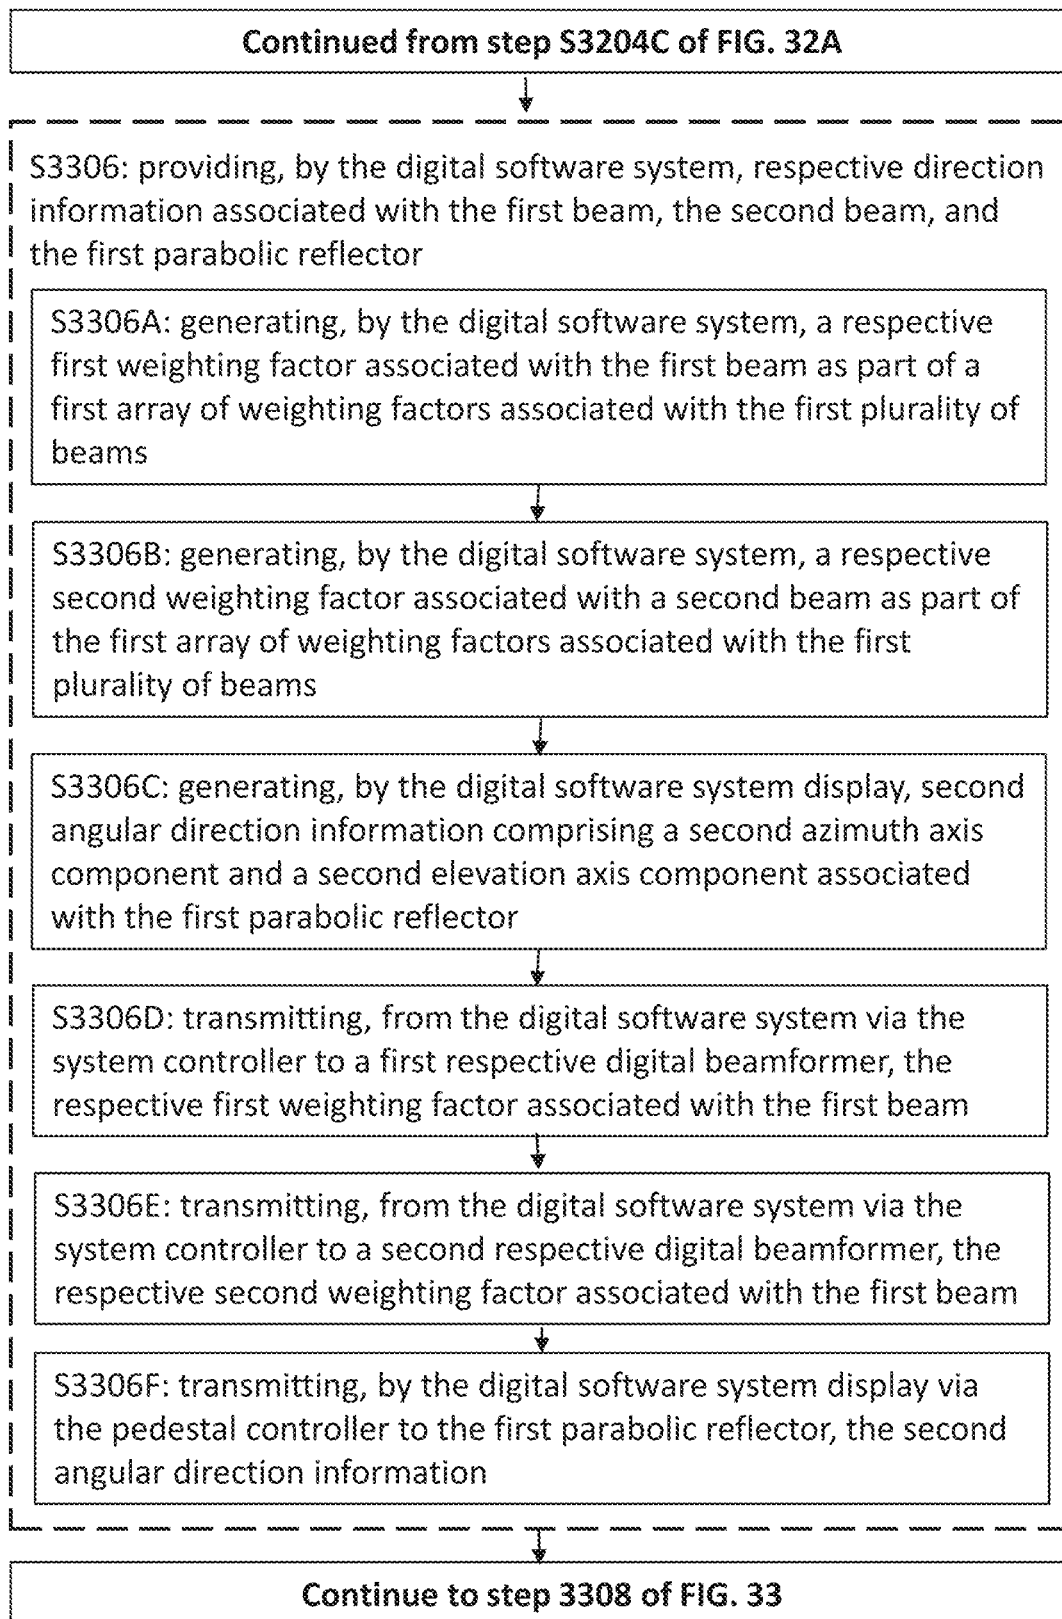 Continued from step S3204C of FIG. 32A
S3306: providing, by the digital software system, respective direction
information associated with the first beam, the second beam, and
the first parabolic reflector
S3306A: generating, by the digital software system, a respective
first weighting factor associated with the first beam as part of a
first array of weighting factors associated with the first plurality of
beams
S3306B: generating, by the digital software system, a respective
second weighting factor associated with a second beam as part of
the first array of weighting factors associated with the first
plurality of beams
S3306C: generating, by the digital software system display, second
angular direction information comprising a second azimuth axis
component and a second elevation axis component associated
with the first parabolic reflector
S3306D: transmitting, from the digital software system via the
system controller to a first respective digital beamformer, the
respective first weighting factor associated with the first beam
S3306E: transmitting, from the digital software system via the
system controller to a second respective digital beamformer, the
respective second weighting factor associated with the first beam
S3306F: transmitting, by the digital software system display via
the pedestal controller to the first parabolic reflector, the second
angular direction information
Continue to step 3308 of FIG. 33